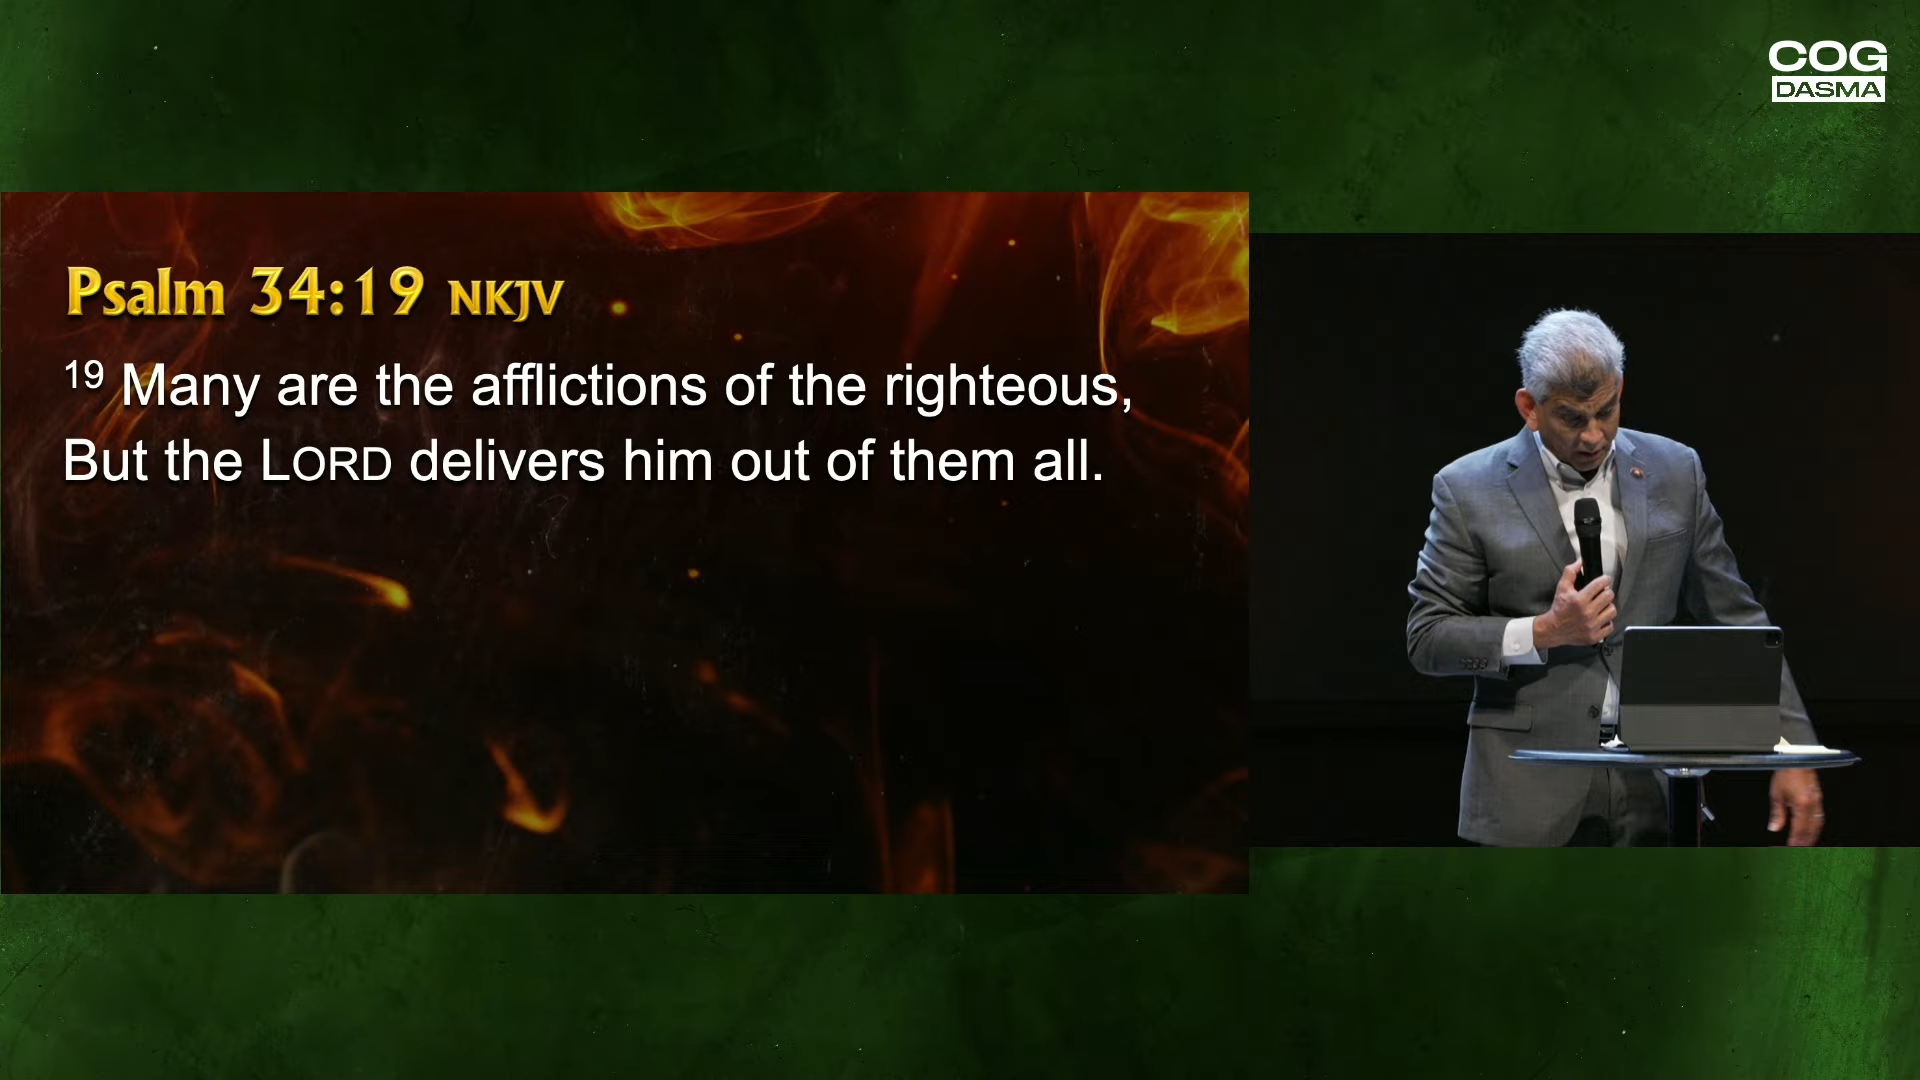 COG
DASMA
Psalm 34:19 NKJV
19 Many are the afflictions of the righteous,
But the LORD delivers him out of them all.